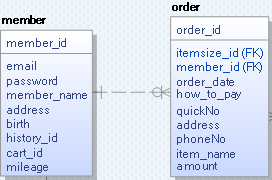 member
member_id
email
password
member_name
address
birth
history_id
cart_id
mileage
order
order_id
itemsize_id (FK)
member_id (FK)
order_date
how_to_pay
quickNo
address
phoneNo
item_name
amount